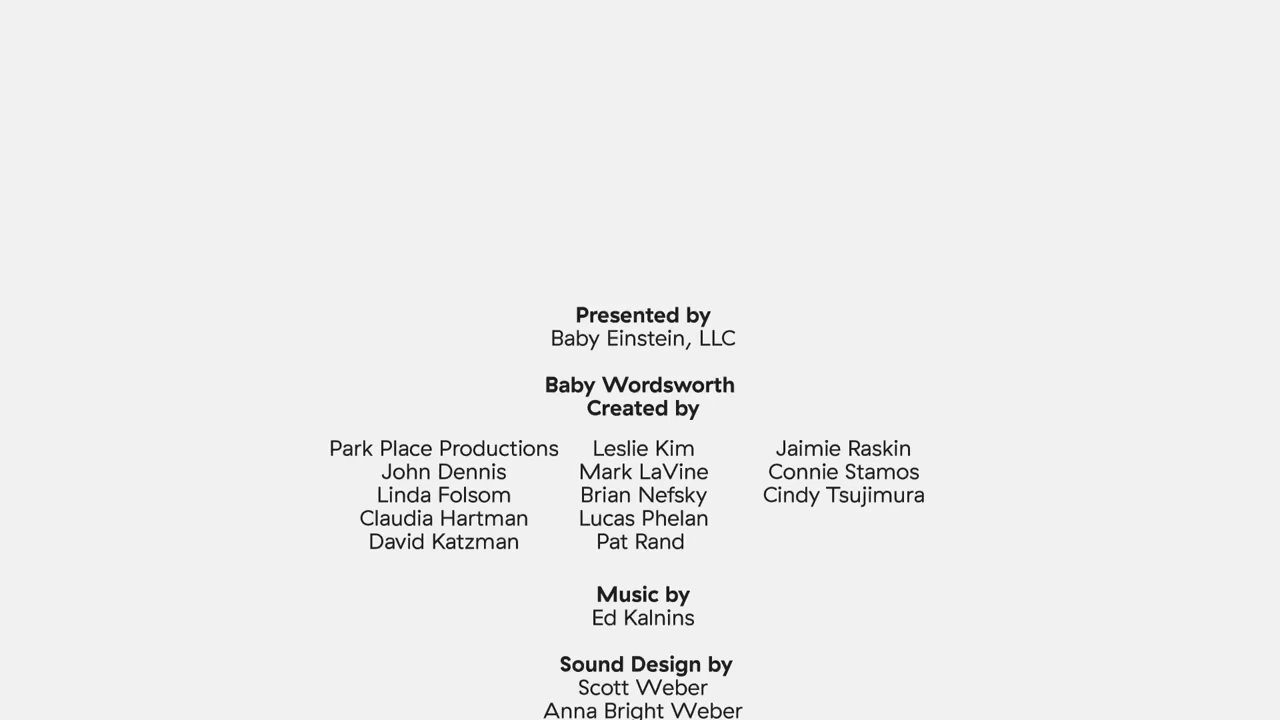 Presented by
Baby Einstein, LLC
Baby Wordsworth
Created by
Park Place Productions Leslie Kim Jaimie Raskin
John Dennis Mark LaVine Connie Stamos
Linda Folsom Brian Nefsky Cindy Tsujimura
Claudia Hartman Lucas Phelan
David Katzman Pat Rand
Music by
Ed Kalnins
Sound Design by
Scott Weber
Anna Bright Weber